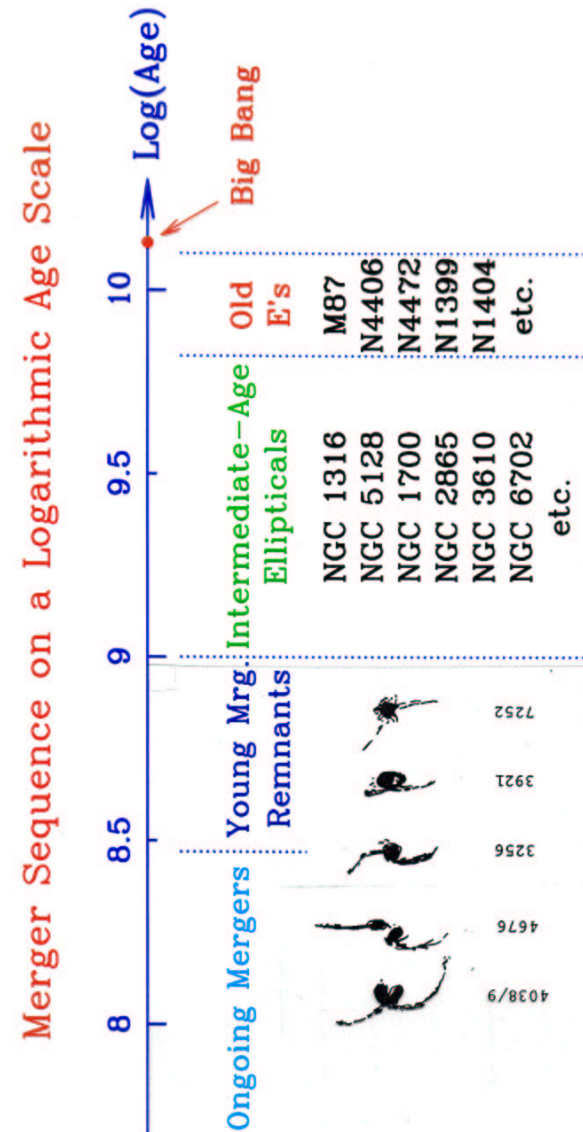 Merger Sequence on a Logarithmic Age Scale
8
8.5
9
9.5
10
Log(Age)
Big Bang
Ongoing Mergers
Young Mrg.
Remnants
Intermediate-Age
Ellipticals
Old
E's
4038/9
4676
3256
3921
7252
NGC 1316
NGC 5128
NGC 1700
NGC 2865
NGC 3610
NGC 6702
etc.
M87
N4406
N4472
N1399
N1404
etc.